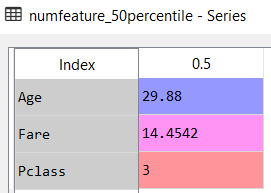 numfeature_50percentile - Series
Index 0.5
Age 29.88
Fare 14.4542
Pclass 3